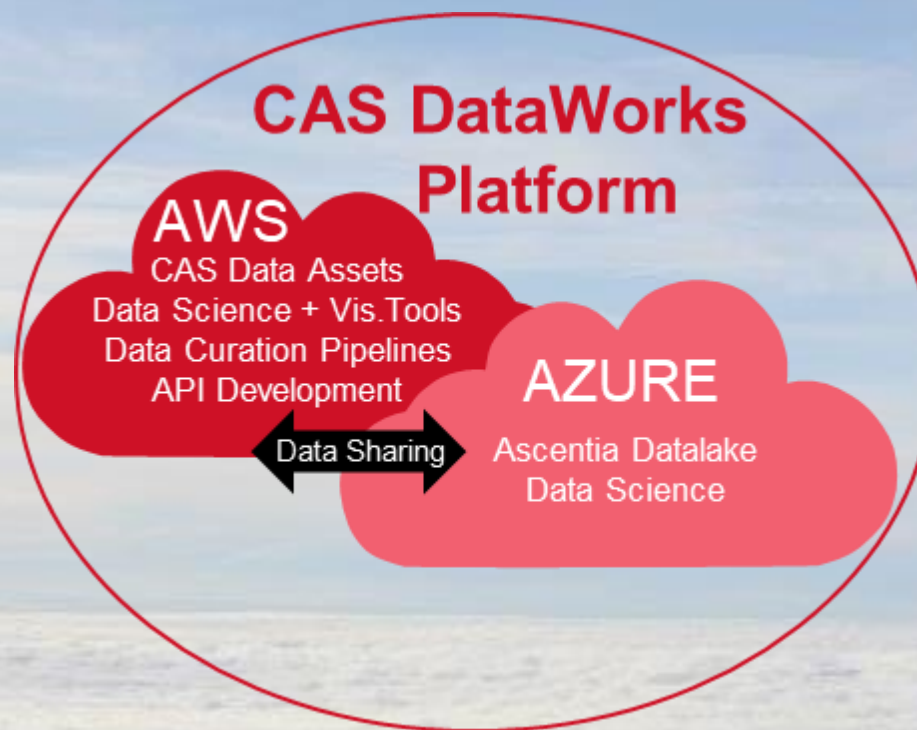 CAS DataWorks
Platform
AWS
CAS Data Assets
Data Science + Vis.Tools
Data Curation Pipelines
API Development
Data Sharing
AZURE
Ascentia Datalake
Data Science